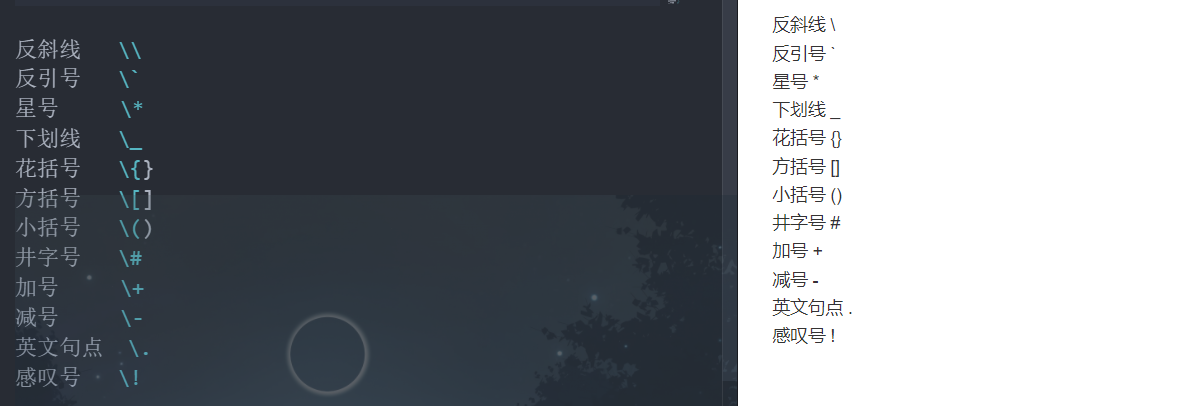 反斜线 \\
反引号 \`
星号 \*
下划线 \_
花括号 \{}
方括号 \[]
小括号 \()
井字号 \#
加号 \+
减号 \-
英文句点 \.
感叹号 \!
反斜线 \
反引号 `
星号 *
下划线 _
花括号 {}
方括号 []
小括号 ()
井字号 #
加号 +
减号 -
英文句点 .
感叹号 !